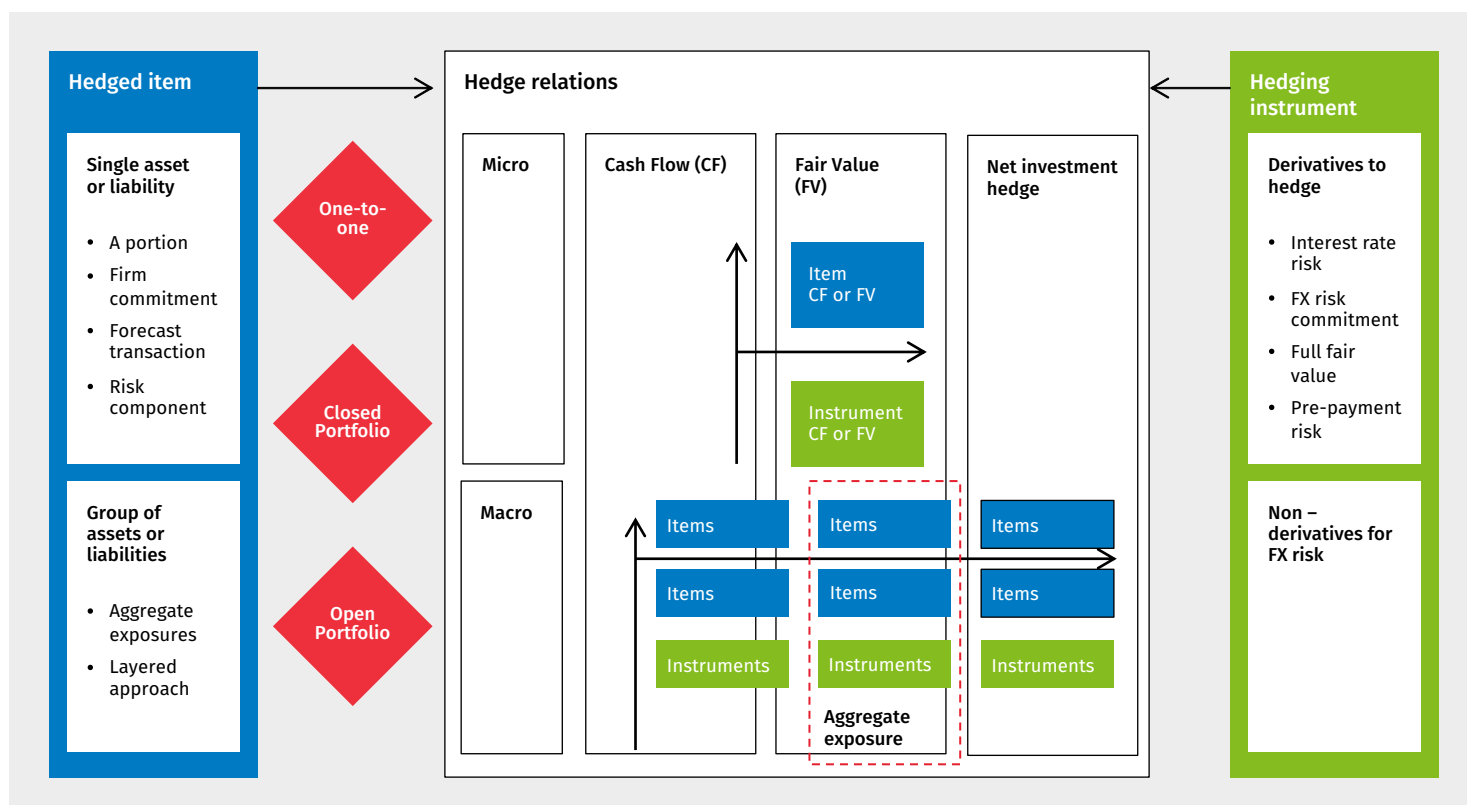 Hedged item
Single asset
or liability
• A portion
• Firm
commitment
• Forecast
transaction
• Risk
component
Group of
assets or
liabilities
• Aggregate
exposures
• Layered
approach
One-to-
one
Closed
Portfolio
Open
Portfolio
Hedge relations
Micro
Macro
Cash Flow (CF)
Fair Value
(FV)
Net investment
hedge
Item
CF or FV
Instrument
CF or FV
Items
Items
Items
Items
Items
Items
Instruments
Instruments
Instruments
Aggregate
exposure
Hedging
instrument
Derivatives to
hedge
• Interest rate
risk
• FX risk
commitment
• Full fair
value
• Pre-payment
risk
Non –
derivatives for
FX risk